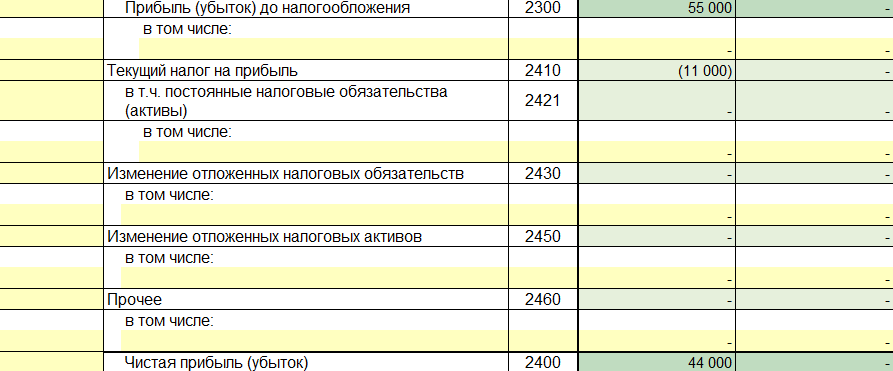 Прибыль (убыток) до налогообложения 2300 55 000 -
в том числе:
- -
Текущий налог на прибыль 2410 (11 000) -
в т.ч. постоянные налоговые обязательства
(активы) 2421 - -
в том числе:
- -
Изменение отложенных налоговых обязательств 2430 - -
в том числе:
- -
Изменение отложенных налоговых активов 2450 - -
в том числе:
- -
Прочее 2460 - -
в том числе:
- -
Чистая прибыль (убыток) 2400 44 000 -